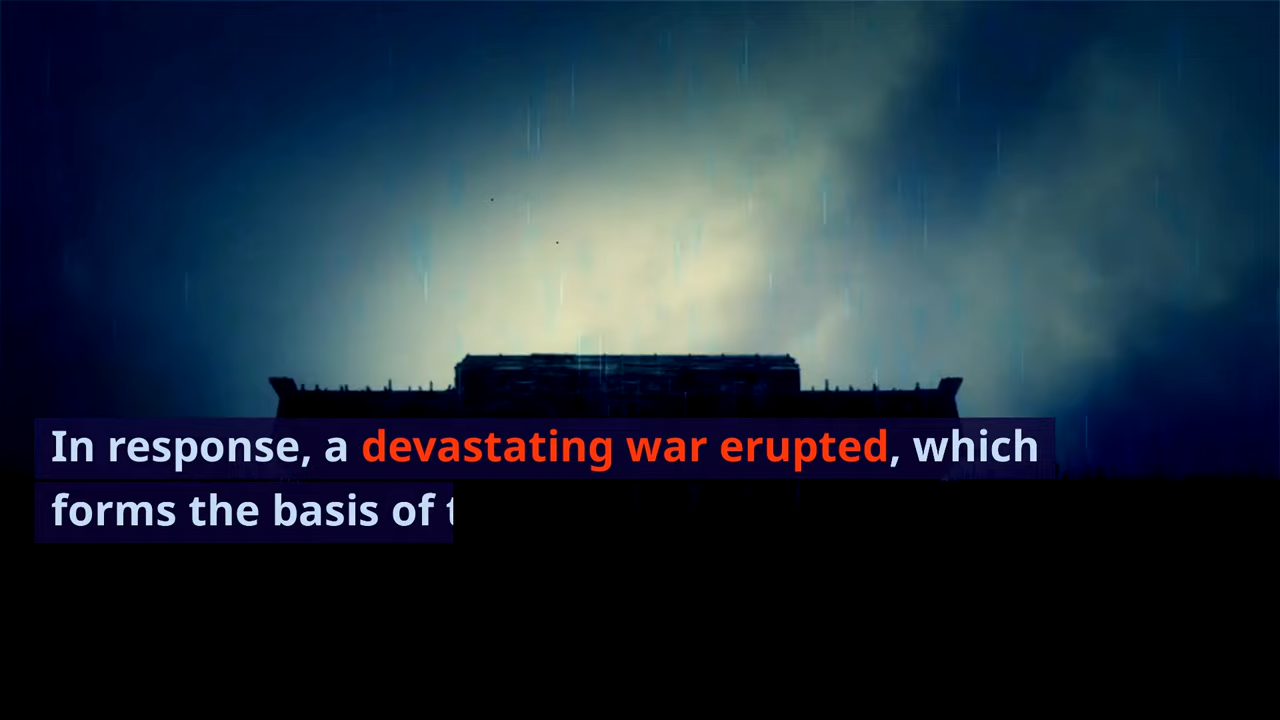 In response, a devastating war erupted, which
forms the basis of